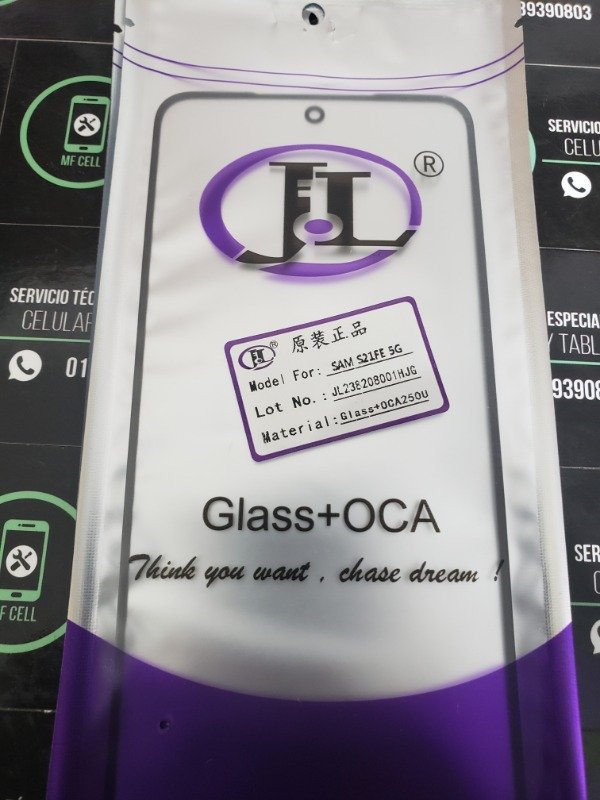 39390803
SERVICIO
CELU
MF CELL
JL
®
SERVICIO TÉC
CELULAR
01
ESPECIA
Y TABL
93908
JL® 原装正品
Model For: SAM S21FE 5G
Lot No.: JL238208001HJG
Material: Glass+OCA250U
Glass+OCA
Think you want , chase dream !
SER
F CELL